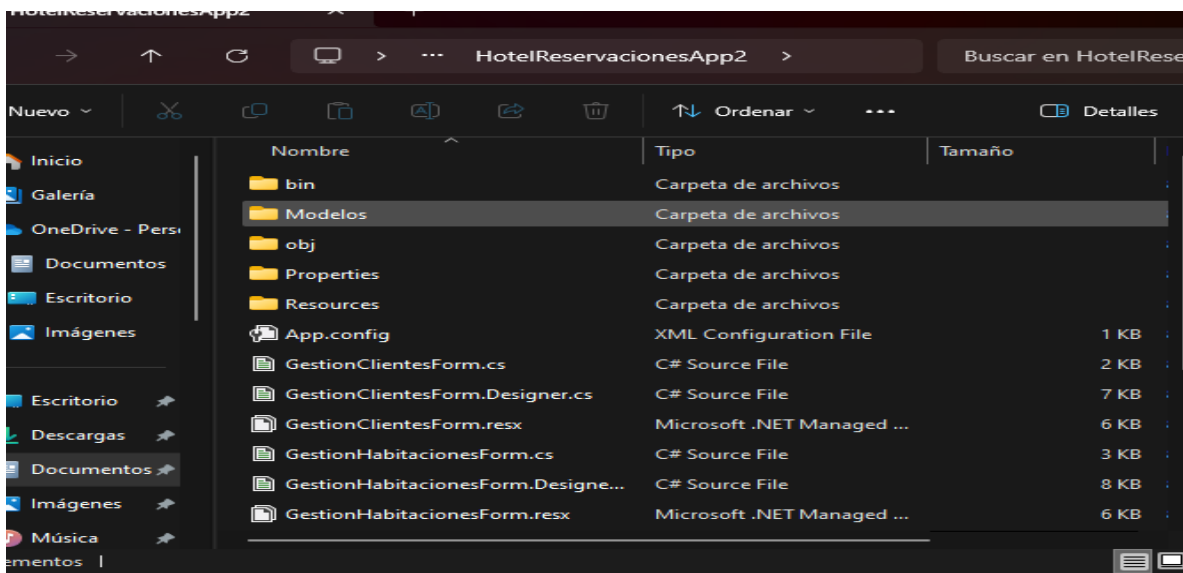 HotelReservacionesApp2
HotelReservacionesApp2
Buscar en HotelRese
Nuevo
Ordenar
Detalles
Nombre Tipo Tamaño
Inicio
Galería
OneDrive - Pers
Documentos
Escritorio
Imágenes
Escritorio
Descargas
Documentos
Imágenes
Música
bin Carpeta de archivos
Modelos Carpeta de archivos
obj Carpeta de archivos
Properties Carpeta de archivos
Resources Carpeta de archivos
App.config XML Configuration File 1 KB
GestionClientesForm.cs C# Source File 2 KB
GestionClientesForm.Designer.cs C# Source File 7 KB
GestionClientesForm.resx Microsoft .NET Managed ... 6 KB
GestionHabitacionesForm.cs C# Source File 3 KB
GestionHabitacionesForm.Designe... C# Source File 8 KB
GestionHabitacionesForm.resx Microsoft .NET Managed ... 6 KB
ementos